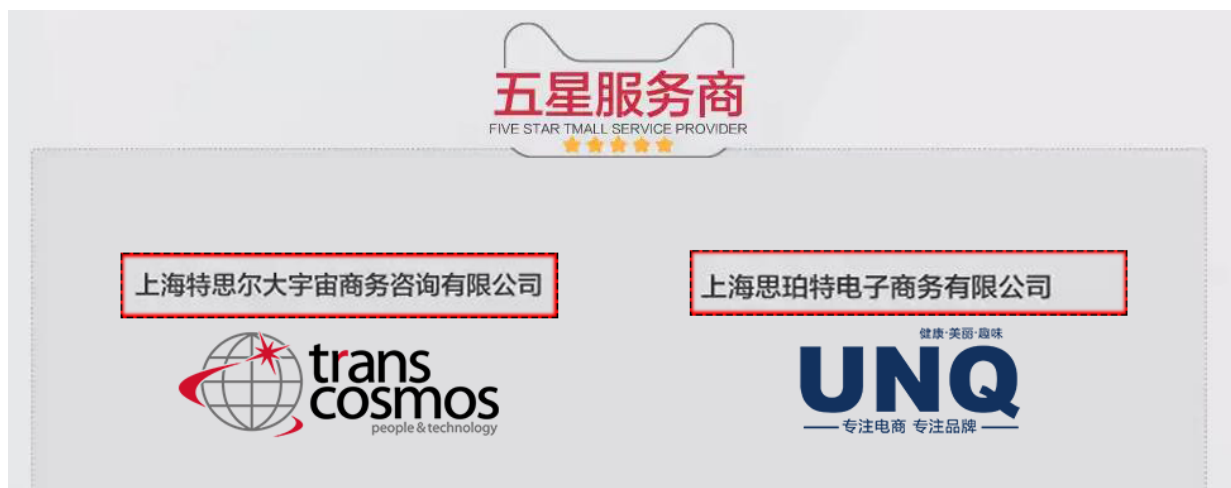 五星服务商
FIVE STAR TMALL SERVICE PROVIDER
上海特思尔大宇宙商务咨询有限公司
上海思珀特电子商务有限公司
trans
cosmos
people & technology
健康·美丽·趣味
UNQ
专注电商 专注品牌